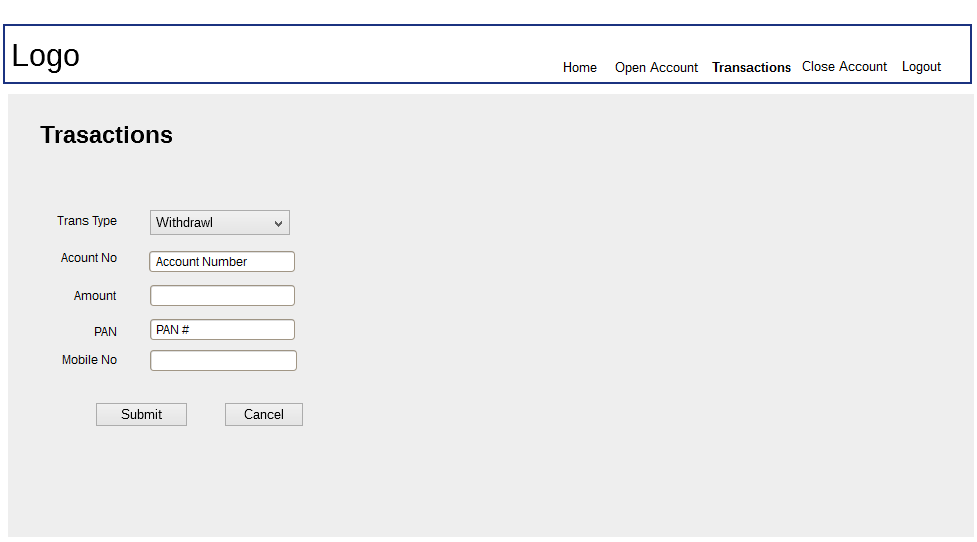 Logo
Home Open Account Transactions Close Account Logout
Trasactions
Trans Type Withdrawl
Acount No Account Number
Amount
PAN PAN #
Mobile No
Submit Cancel